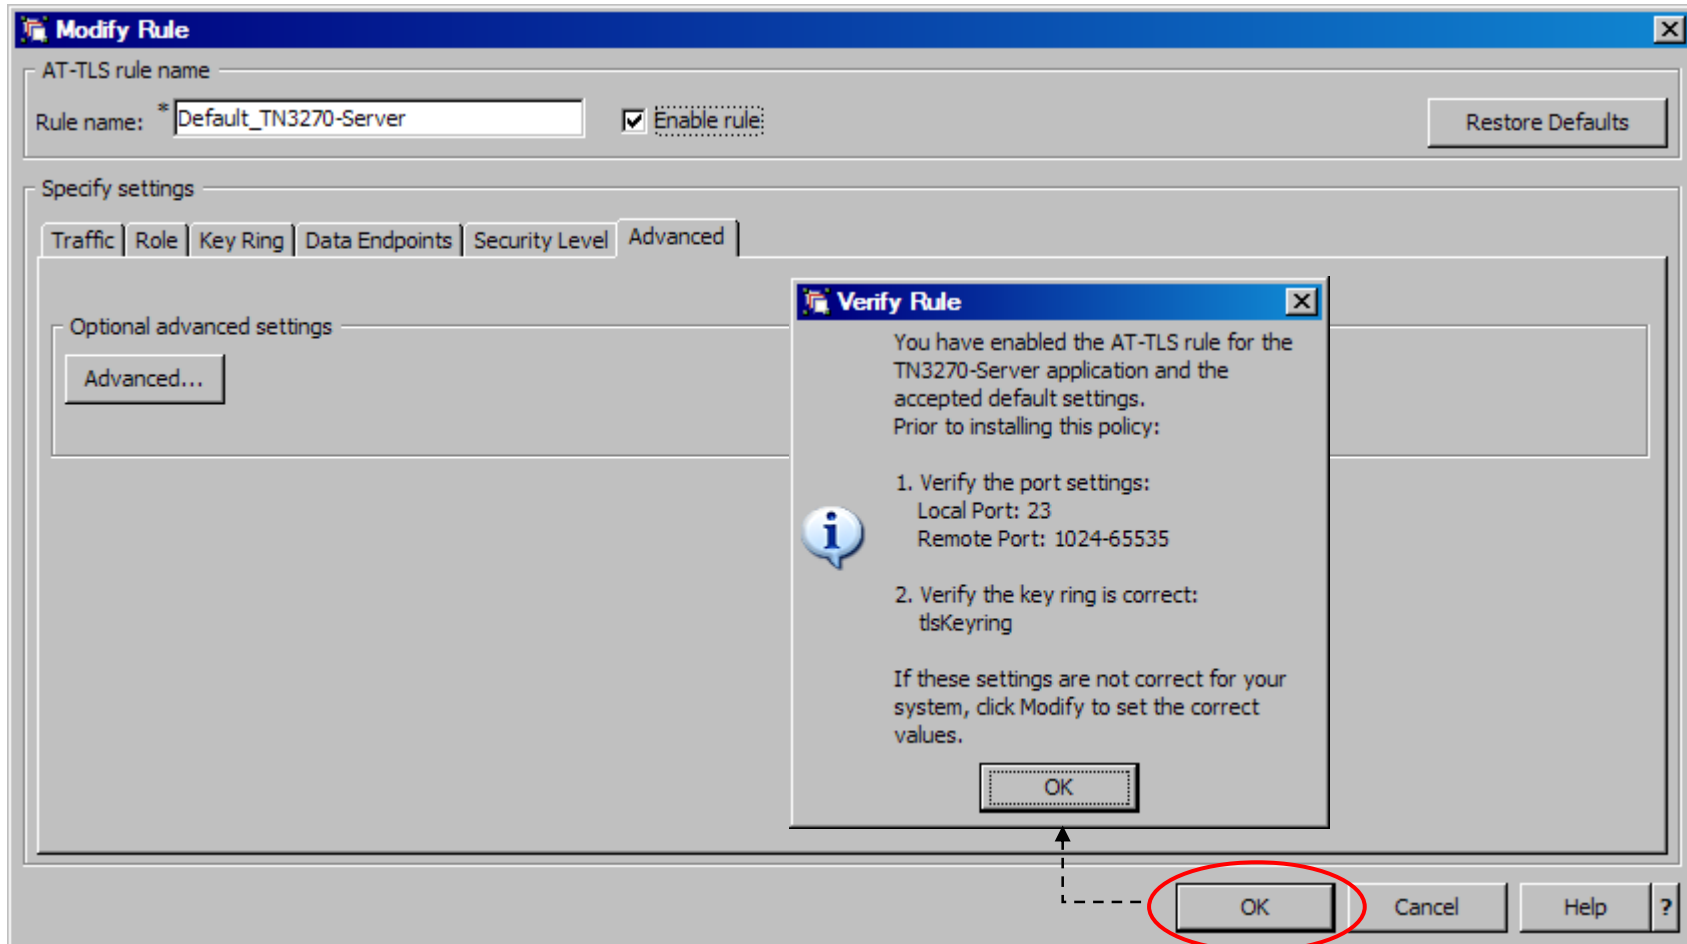 Modify Rule
AT-TLS rule name
Rule name: * Default_TN3270-Server
Enable rule
Restore Defaults
Specify settings
Traffic
Role
Key Ring
Data Endpoints
Security Level
Advanced
Optional advanced settings
Advanced...
Verify Rule
You have enabled the AT-TLS rule for the
TN3270-Server application and the
accepted default settings.
Prior to installing this policy:
1. Verify the port settings:
Local Port: 23
Remote Port: 1024-65535
2. Verify the key ring is correct:
tlsKeyring
If these settings are not correct for your
system, click Modify to set the correct
values.
OK
OK
Cancel
Help
?